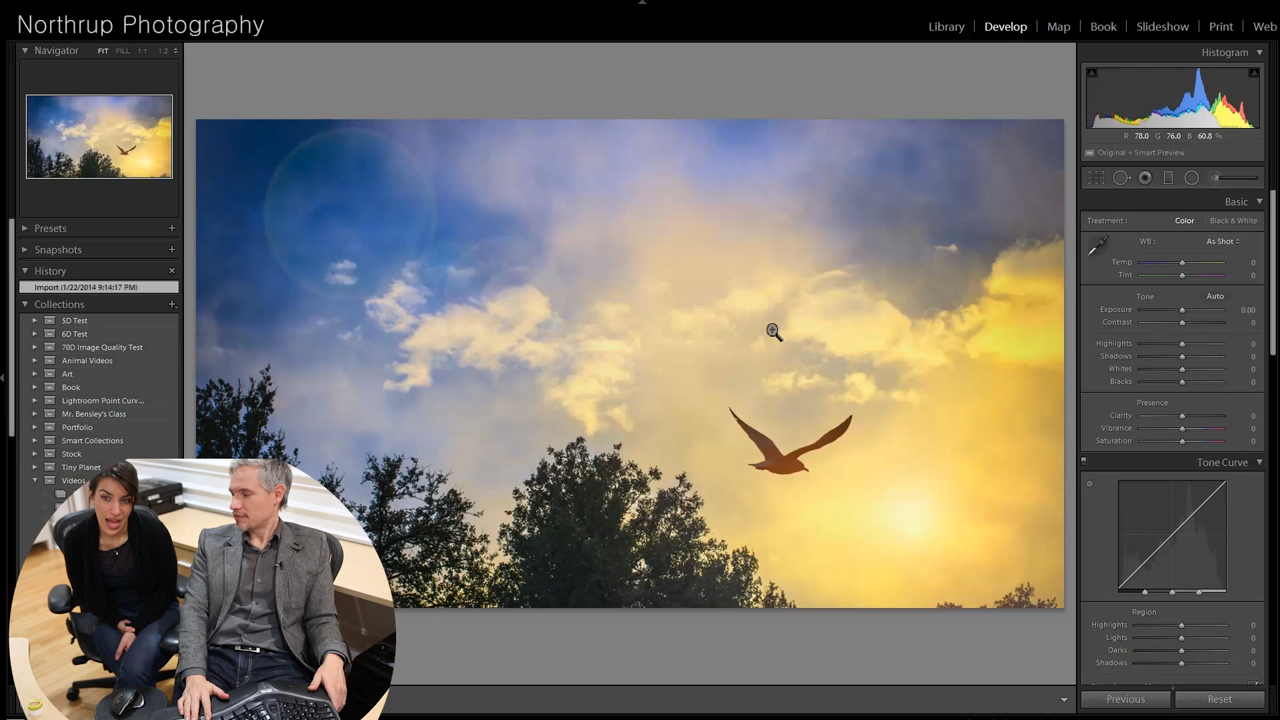 Northrup Photography
Library | Develop | Map | Book | Slideshow | Print | Web
Navigator FIT FILL 1:1 1:2
Presets
Snapshots
History
Import (1/22/2014 9:14:17 PM)
Collections
5D Test
6D Test
70D Image Quality Test
Animal Videos
Art
Book
Lightroom Point Curv...
Mr. Bensley's Class
Portfolio
Smart Collections
Stock
Tiny Planet
Videos
Histogram
R 78.0 G 76.0 B 60.8 %
Original + Smart Preview
Basic
Treatment: Color Black & White
WB: As Shot
Temp 0
Tint 0
Tone Auto
Exposure 0.00
Contrast 0
Highlights 0
Shadows 0
Whites 0
Blacks 0
Presence
Clarity 0
Vibrance 0
Saturation 0
Tone Curve
Region
Highlights 0
Lights 0
Darks 0
Shadows 0
Previous Reset